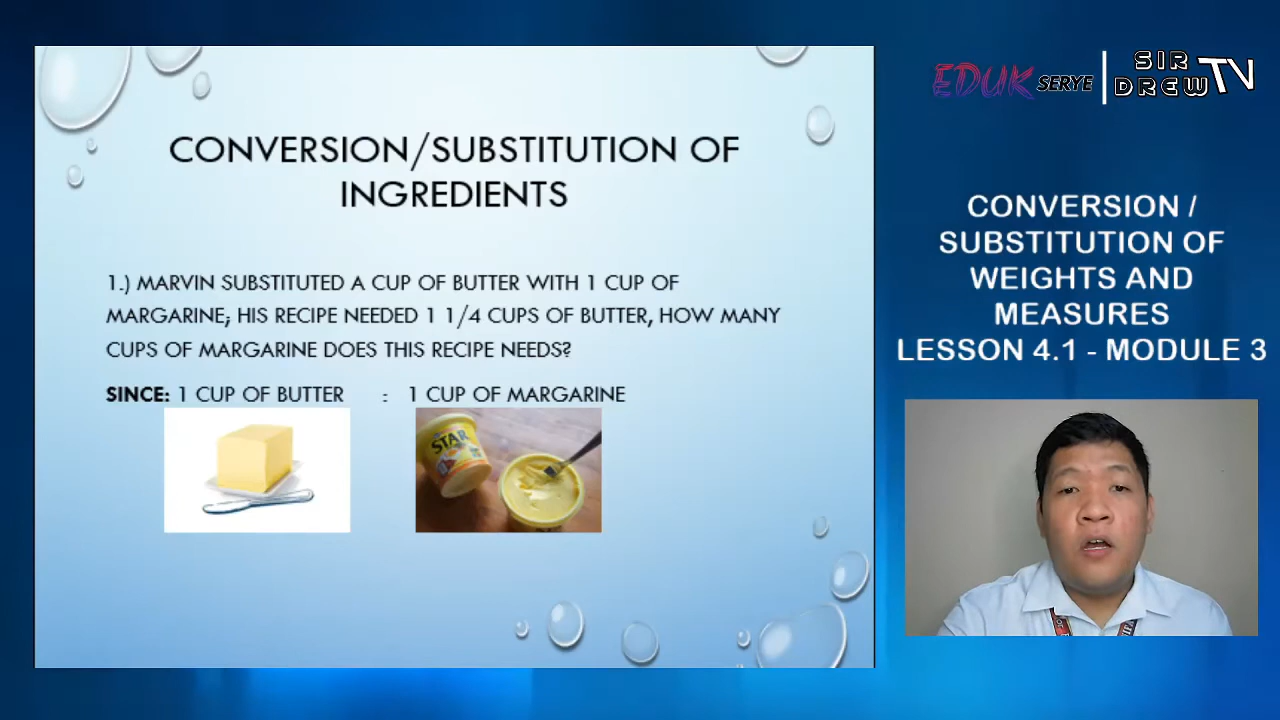 CONVERSION/SUBSTITUTION OF
INGREDIENTS
1.) MARVIN SUBSTITUTED A CUP OF BUTTER WITH 1 CUP OF
MARGARINE; HIS RECIPE NEEDED 1 1/4 CUPS OF BUTTER, HOW MANY
CUPS OF MARGARINE DOES THIS RECIPE NEEDS?
SINCE: 1 CUP OF BUTTER : 1 CUP OF MARGARINE
STAR
EDUK SERYE
SIR
DREW TV
CONVERSION /
SUBSTITUTION OF
WEIGHTS AND
MEASURES
LESSON 4.1 - MODULE 3